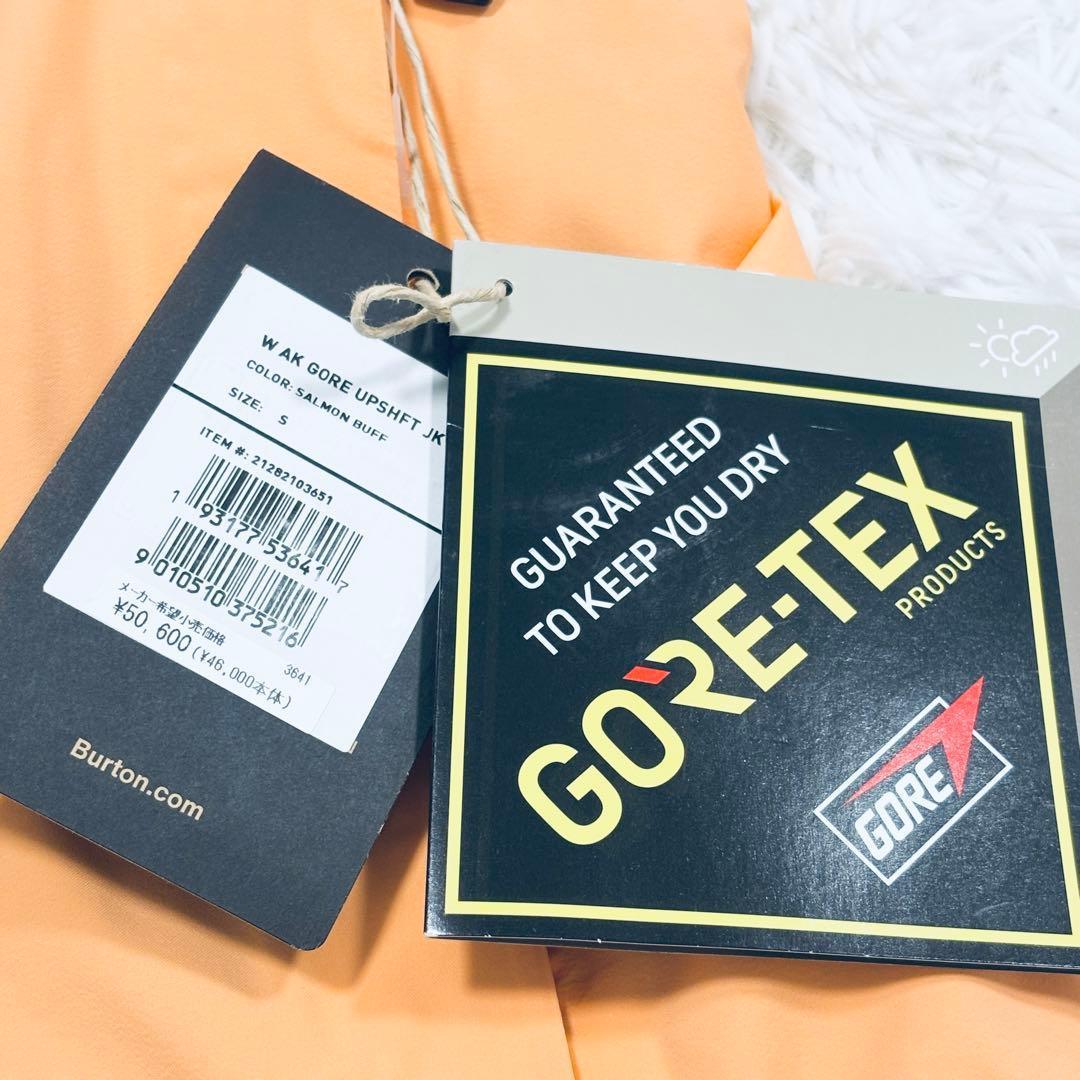 W AK GORE UPSHFT JK
COLOR: SALMON BUFF
SIZE: S
ITEM #: 21282103651
1 93177 53641 7
9 010510 375216
メーカー希望小売価格
¥50,600(¥46,000本体)
3641
Burton.com
GUARANTEED
TO KEEP YOU DRY
GORE-TEX
PRODUCTS
GORE